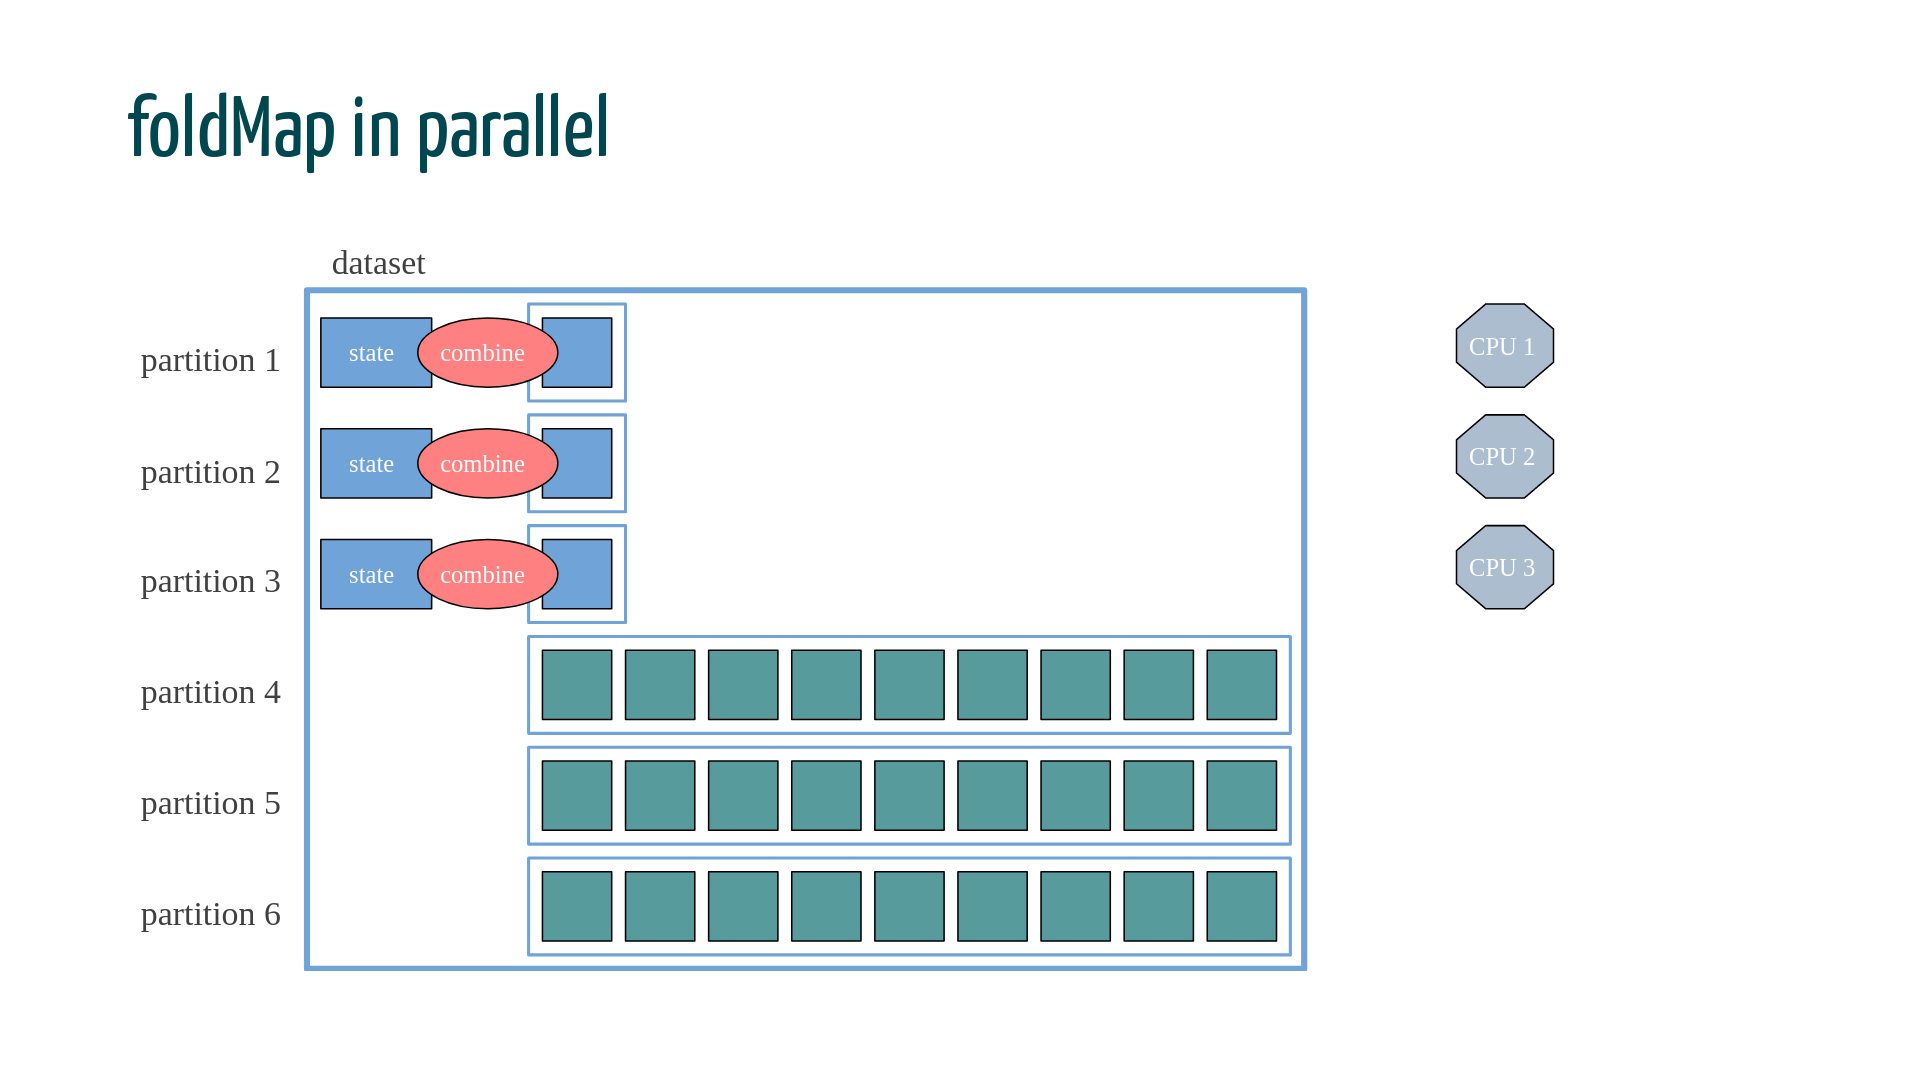 foldMap in parallel
dataset
partition 1
state
combine
CPU 1
partition 2
state
combine
CPU 2
partition 3
state
combine
CPU 3
partition 4
partition 5
partition 6